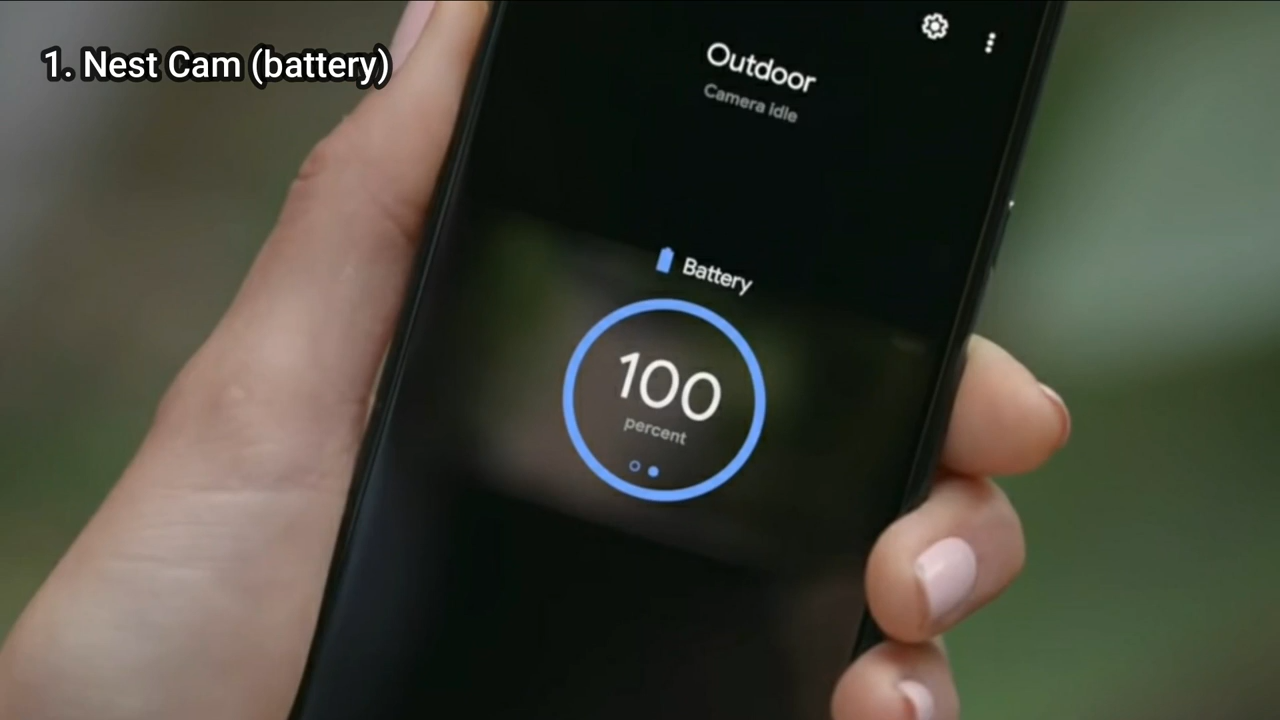 1. Nest Cam (battery)
Outdoor
Camera idle
Battery
100
percent